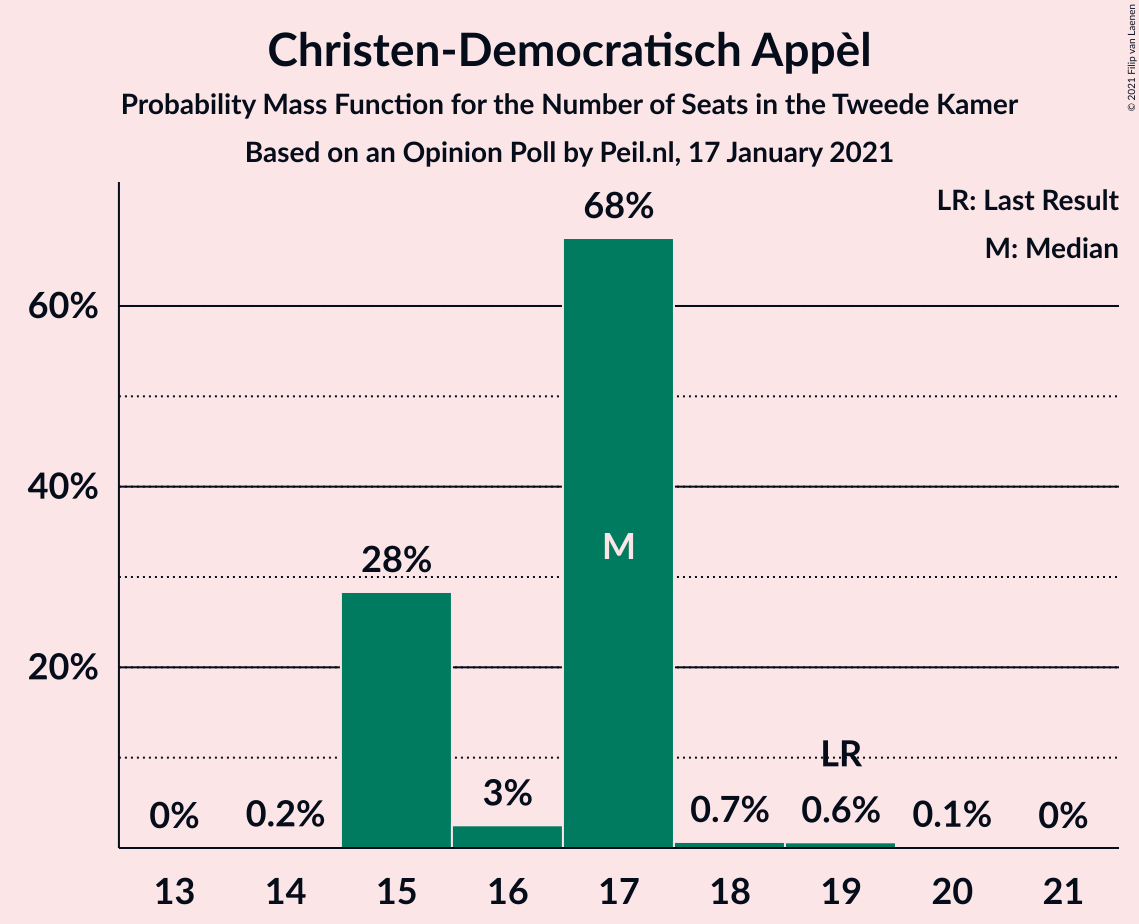 Christen-Democratisch Appèl
Probability Mass Function for the Number of Seats in the Tweede Kamer
Based on an Opinion Poll by Peil.nl, 17 January 2021
© 2021 Filip van Laenen
LR: Last Result
M: Median
60%
40%
20%
0%
0.2%
28%
3%
68%
M
0.7%
LR
0.6%
0.1%
0%
13 14 15 16 17 18 19 20 21